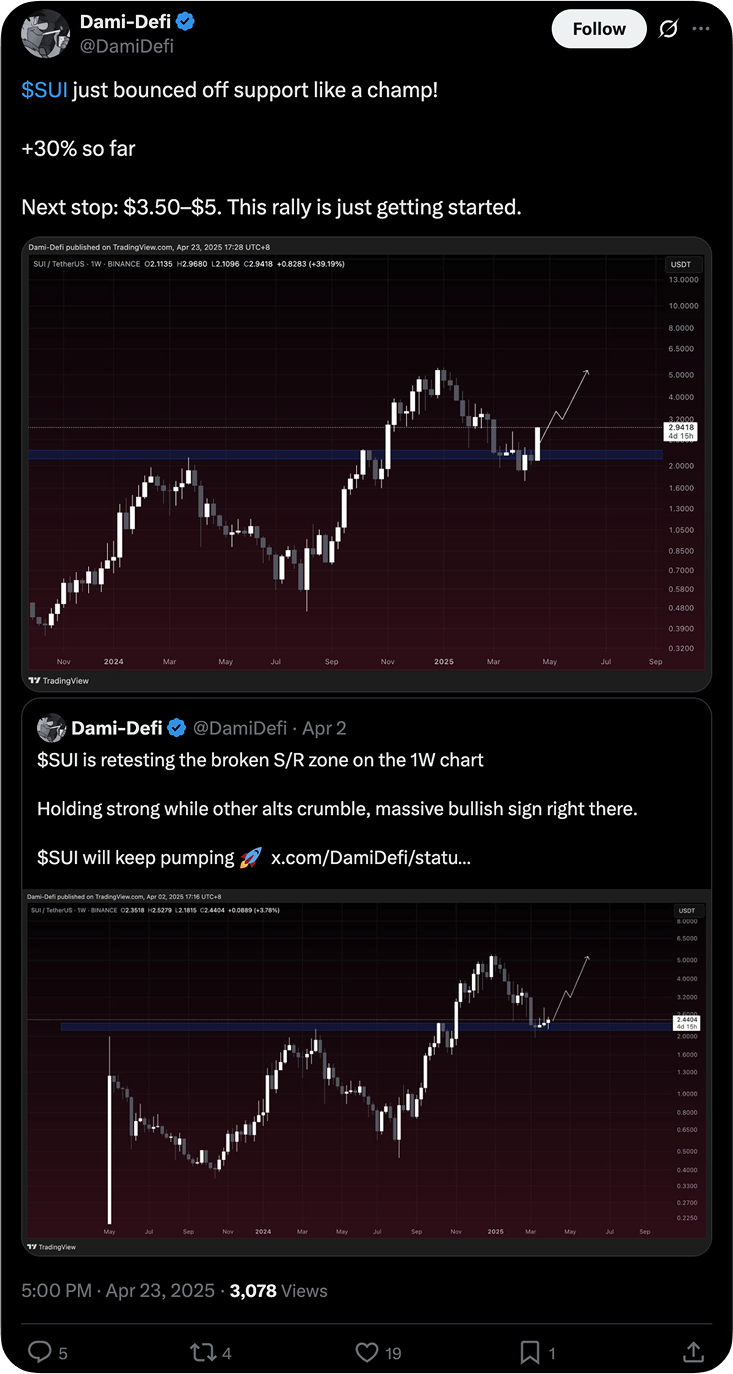 Dami-Defi
@DamiDefi
Follow
$SUI just bounced off support like a champ!
+30% so far
Next stop: $3.50–$5. This rally is just getting started.
Dami-Defi published on TradingView.com, Apr 23, 2025 17:28 UTC+8
SUI / TetherUS · 1W · BINANCE O2.1135 H2.9680 L2.1096 C2.9418 +0.8283 (+39.19%)
USDT
13.0000
10.0000
8.0000
6.5000
5.0000
4.0000
3.2000
2.9418
4d 15h
2.0000
1.6000
1.3000
1.0500
0.8500
0.7000
0.5800
0.4800
0.3900
0.3200
Nov 2024 Mar May Jul Sep Nov 2025 Mar May Jul Sep
TradingView
Dami-Defi @DamiDefi · Apr 2
$SUI is retesting the broken S/R zone on the 1W chart
Holding strong while other alts crumble, massive bullish sign right there.
$SUI will keep pumping 🚀 x.com/DamiDefi/statu...
Dami-Defi published on TradingView.com, Apr 02, 2025 17:16 UTC+8
SUI / TetherUS · 1W · BINANCE O2.3518 H2.5279 L2.1815 C2.4404 +0.0889 (+3.78%)
USDT
8.0000
6.5000
5.0000
4.0000
3.2000
2.4404
4d 15h
2.0000
1.6000
1.3000
1.0000
0.8000
0.6500
0.5000
0.4000
0.3300
0.2700
0.2250
May Jul Sep Nov 2024 Mar May Jul Sep Nov 2025 Mar May Jul Sep
TradingView
5:00 PM · Apr 23, 2025 · 3,078 Views
5 4 19 1